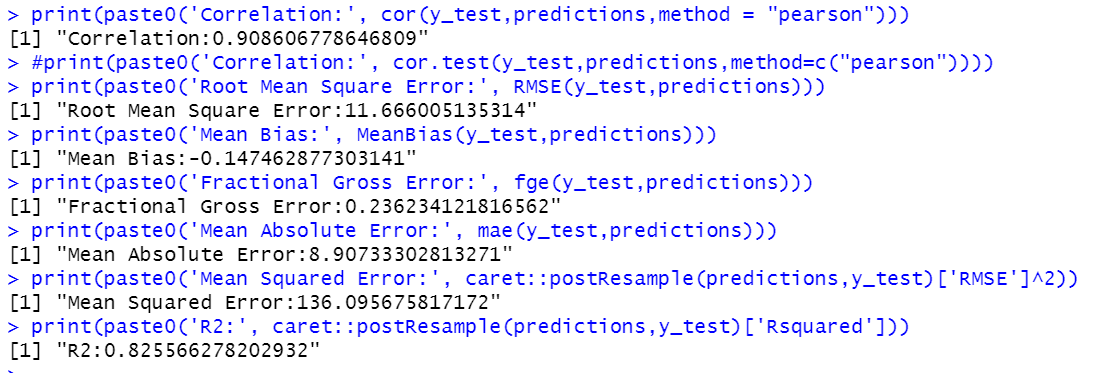 > print(paste0('Correlation:', cor(y_test,predictions,method = "pearson")))
[1] "Correlation:0.908606778646809"
> #print(paste0('Correlation:', cor.test(y_test,predictions,method=c("pearson"))))
> print(paste0('Root Mean Square Error:', RMSE(y_test,predictions)))
[1] "Root Mean Square Error:11.666005135314"
> print(paste0('Mean Bias:', MeanBias(y_test,predictions)))
[1] "Mean Bias:-0.147462877303141"
> print(paste0('Fractional Gross Error:', fge(y_test,predictions)))
[1] "Fractional Gross Error:0.236234121816562"
> print(paste0('Mean Absolute Error:', mae(y_test,predictions)))
[1] "Mean Absolute Error:8.90733302813271"
> print(paste0('Mean Squared Error:', caret::postResample(predictions,y_test)['RMSE']^2))
[1] "Mean Squared Error:136.095675817172"
> print(paste0('R2:', caret::postResample(predictions,y_test)['Rsquared']))
[1] "R2:0.825566278202932"
>